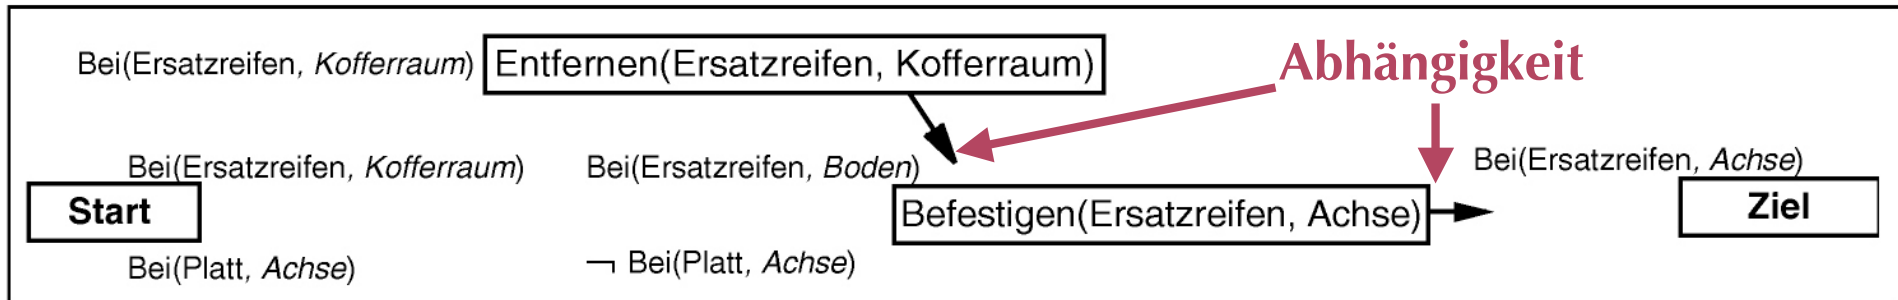 Bei(Ersatzreifen, Kofferraum) Entfernen(Ersatzreifen, Kofferraum) Abhängigkeit
Bei(Ersatzreifen, Kofferraum) Bei(Ersatzreifen, Boden) Bei(Ersatzreifen, Achse)
Start Befestigen(Ersatzreifen, Achse) Ziel
Bei(Platt, Achse) ¬ Bei(Platt, Achse)